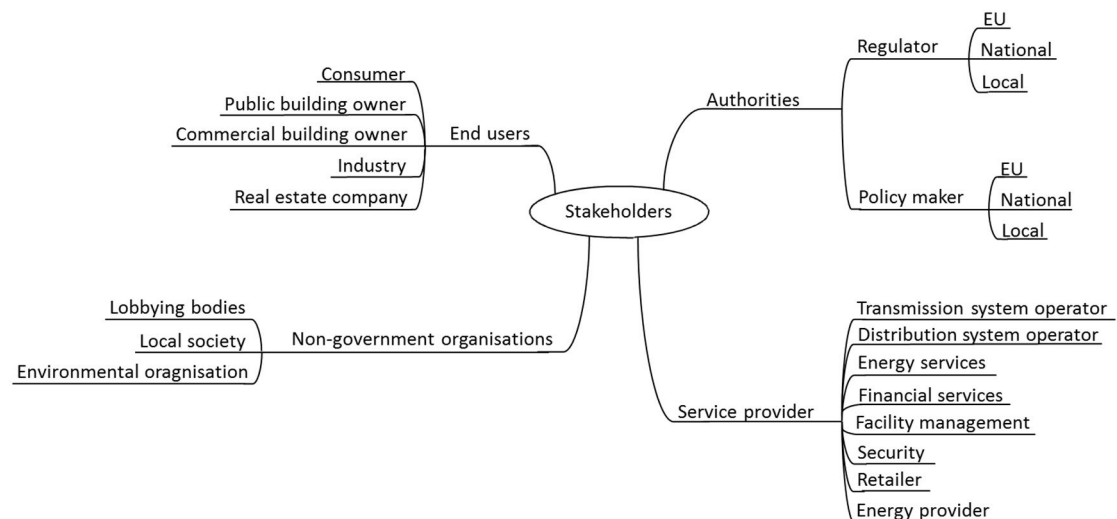 Stakeholders
End users
Consumer
Public building owner
Commercial building owner
Industry
Real estate company
Non-government organisations
Lobbying bodies
Local society
Environmental oragnisation
Authorities
Regulator
EU
National
Local
Policy maker
EU
National
Local
Service provider
Transmission system operator
Distribution system operator
Energy services
Financial services
Facility management
Security
Retailer
Energy provider